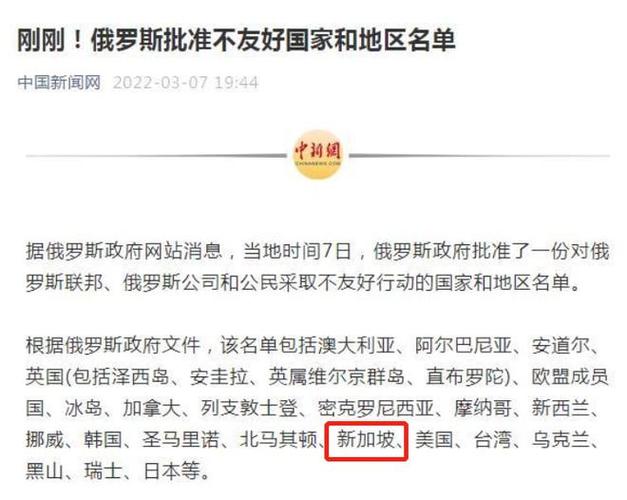 刚刚！俄罗斯批准不友好国家和地区名单
中国新闻网 2022-03-07 19:44
中新網
CHINANEWS.COM
据俄罗斯政府网站消息，当地时间7日，俄罗斯政府批准了一份对俄
罗斯联邦、俄罗斯公司和公民采取不友好行动的国家和地区名单。
根据俄罗斯政府文件，该名单包括澳大利亚、阿尔巴尼亚、安道尔、
英国(包括泽西岛、安圭拉、英属维尔京群岛、直布罗陀)、欧盟成员
国、冰岛、加拿大、列支敦士登、密克罗尼西亚、摩纳哥、新西兰、
挪威、韩国、圣马里诺、北马其顿、新加坡、美国、台湾、乌克兰、
黑山、瑞士、日本等。